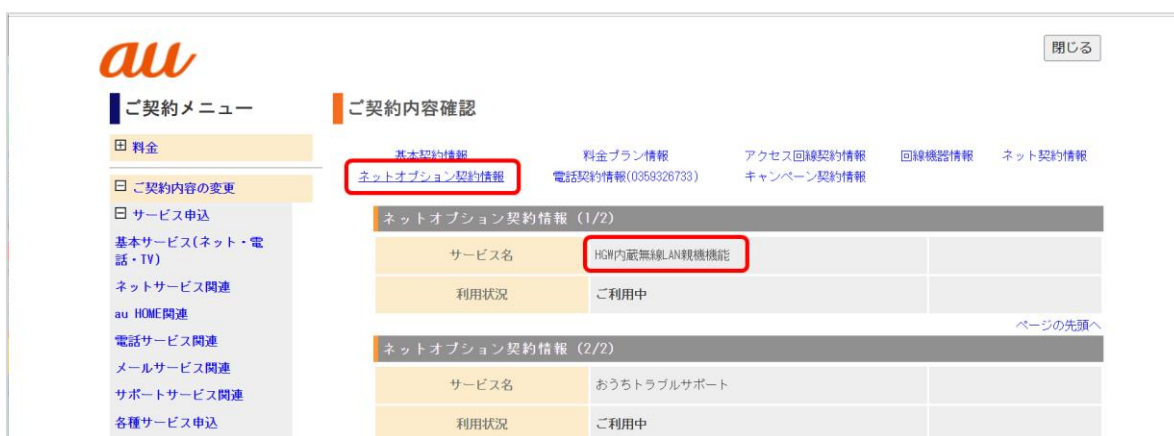 au
閉じる
ご契約メニュー
ご契約内容確認
料金
基本契約情報
料金プラン情報
アクセス回線契約情報
回線機器情報
ネット契約情報
ネットオプション契約情報
電話契約情報(0359326733)
キャンペーン契約情報
ご契約内容の変更
サービス申込
基本サービス(ネット・電
話・TV)
ネットサービス関連
au HOME関連
電話サービス関連
メールサービス関連
サポートサービス関連
各種サービス申込
ネットオプション契約情報 (1/2)
サービス名
HGW内蔵無線LAN親機機能
利用状況
ご利用中
ページの先頭へ
ネットオプション契約情報 (2/2)
サービス名
おうちトラブルサポート
利用状況
ご利用中